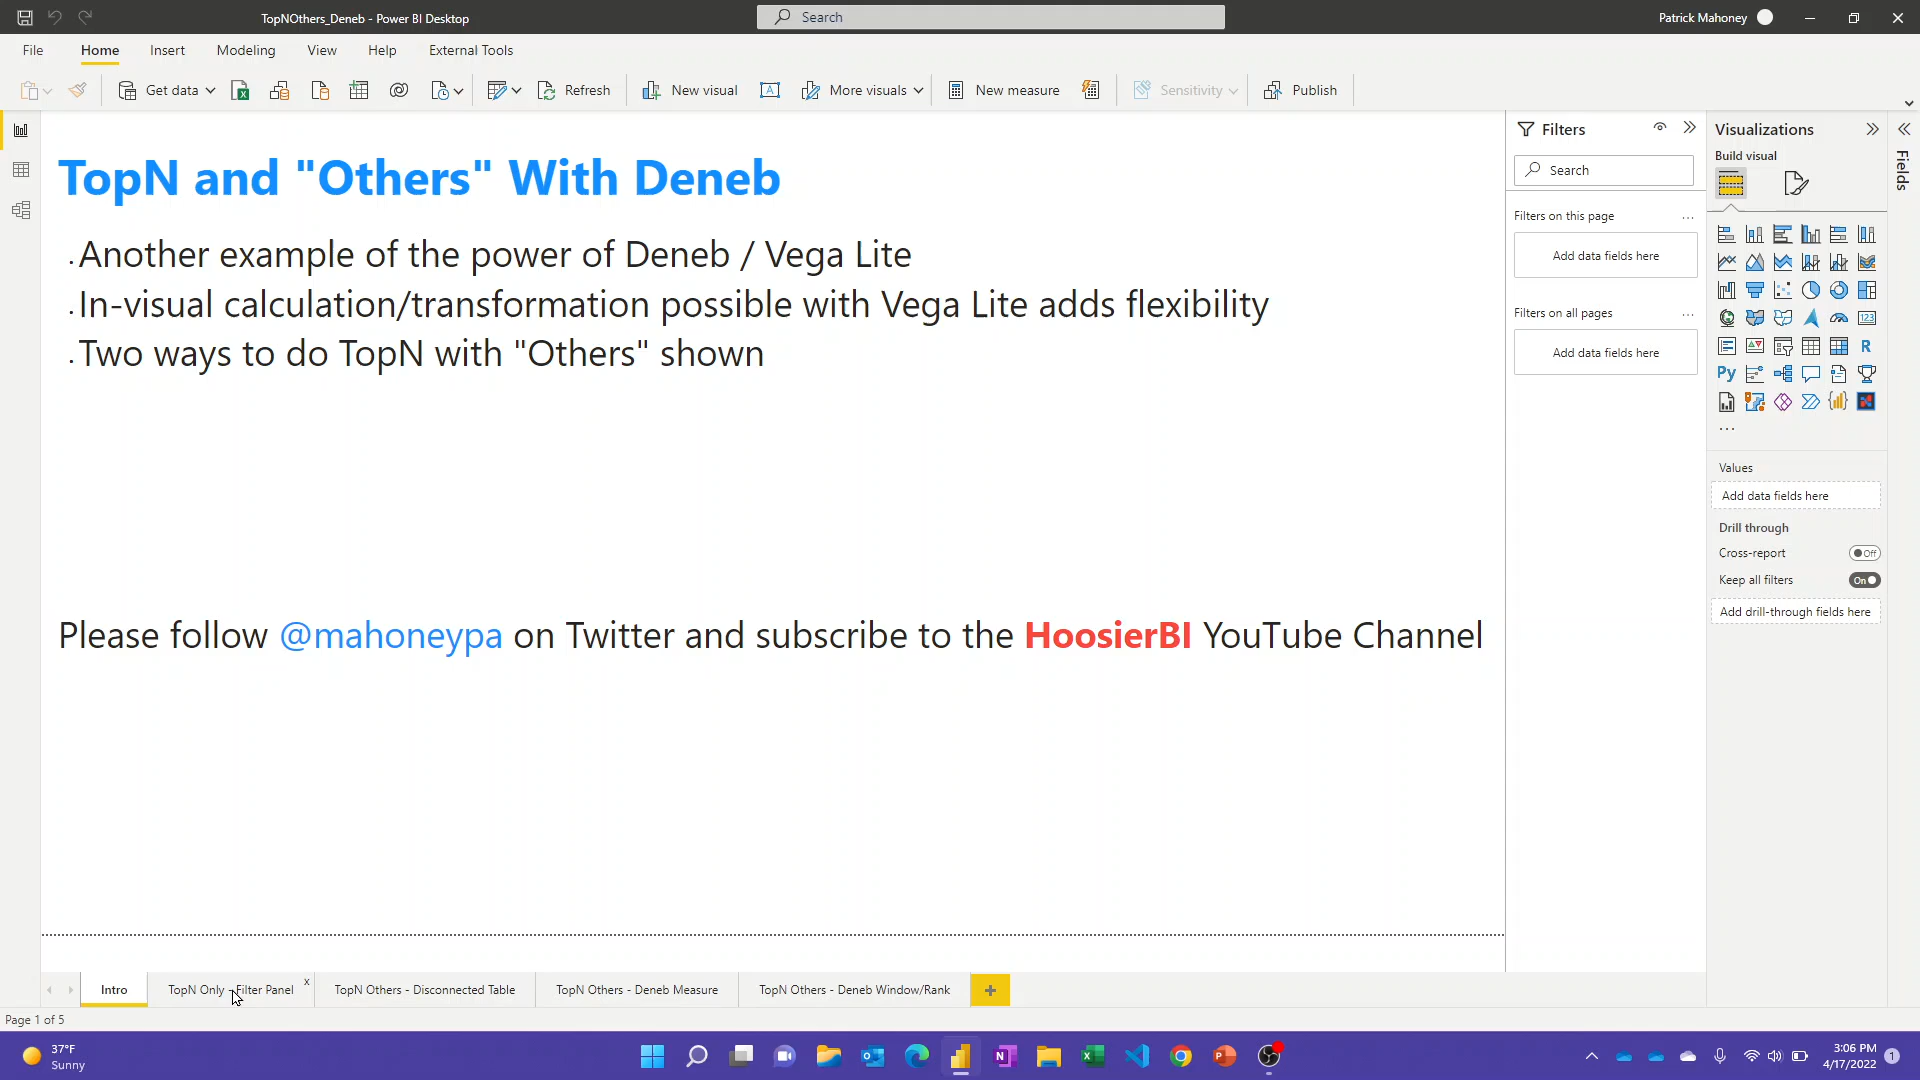 TopNOthers_Deneb - Power BI Desktop
Search
Patrick Mahoney
File Home Insert Modeling View Help External Tools
Get data Refresh New visual More visuals New measure Sensitivity Publish
TopN and "Others" With Deneb
. Another example of the power of Deneb / Vega Lite
. In-visual calculation/transformation possible with Vega Lite adds flexibility
. Two ways to do TopN with "Others" shown
Please follow @mahoneypa on Twitter and subscribe to the HoosierBI YouTube Channel
Filters
Search
Filters on this page ...
Add data fields here
Filters on all pages ...
Add data fields here
Visualizations
Build visual
123
R
Py
...
Values
Add data fields here
Drill through
Cross-report Off
Keep all filters On
Add drill-through fields here
Fields
Intro TopN Only - Filter Panel x TopN Others - Disconnected Table TopN Others - Deneb Measure TopN Others - Deneb Window/Rank +
Page 1 of 5
37°F
Sunny
3:06 PM
4/17/2022
1